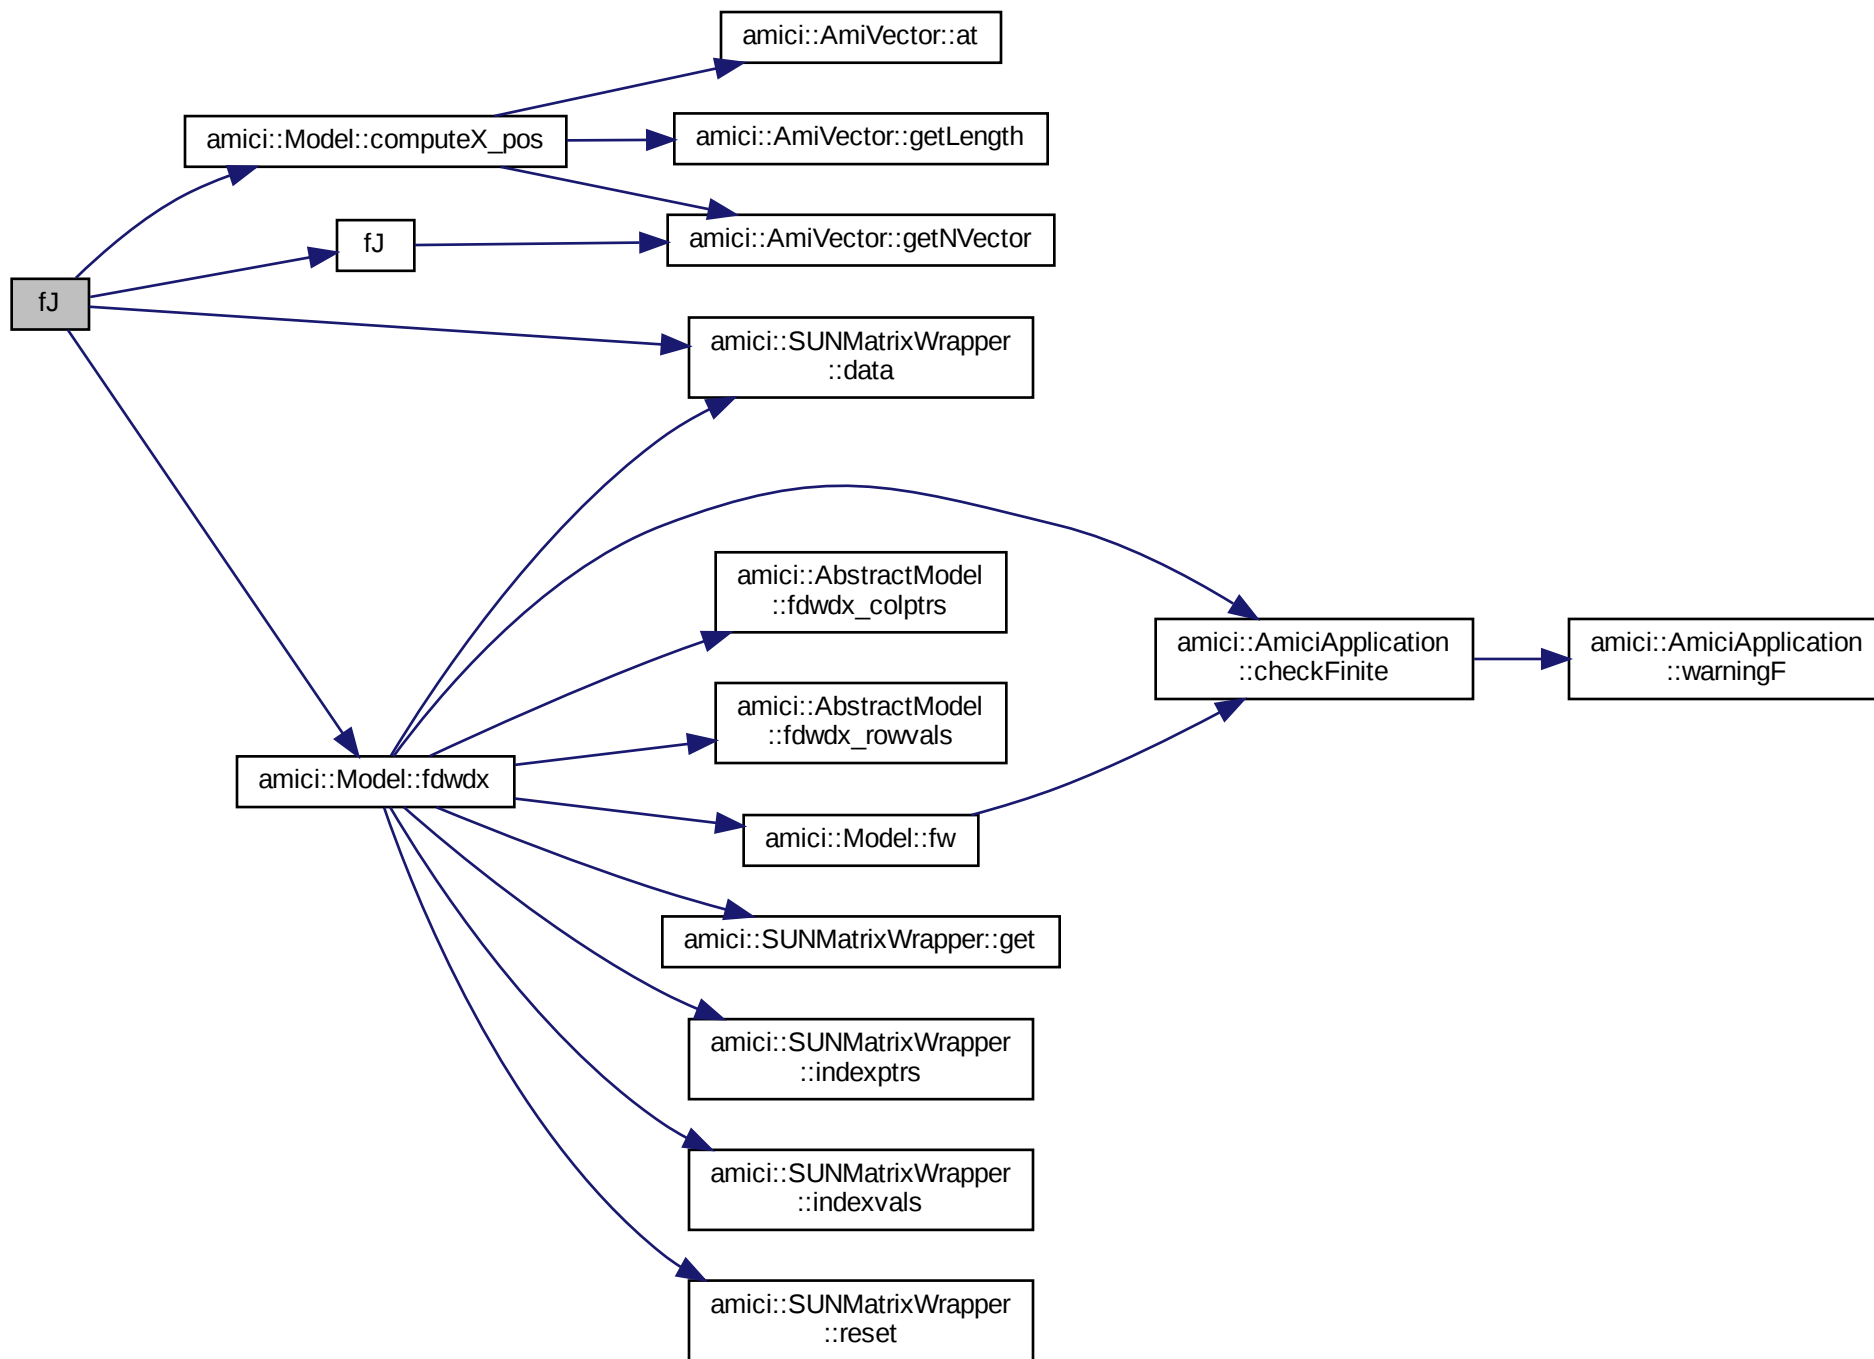 amici::AmiVector::at
amici::Model::computeX_pos
amici::AmiVector::getLength
fJ
amici::AmiVector::getNVector
fJ
amici::SUNMatrixWrapper
::data
amici::AbstractModel
::fdwdx_colptrs
amici::AmiciApplication
::checkFinite
amici::AmiciApplication
::warningF
amici::AbstractModel
::fdwdx_rowvals
amici::Model::fdwdx
amici::Model::fw
amici::SUNMatrixWrapper::get
amici::SUNMatrixWrapper
::indexptrs
amici::SUNMatrixWrapper
::indexvals
amici::SUNMatrixWrapper
::reset